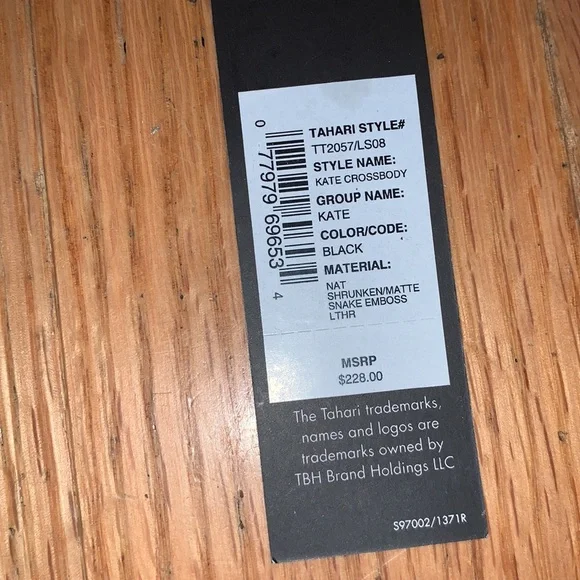 TAHARI STYLE#
TT2057/LS08
STYLE NAME:
KATE CROSSBODY
GROUP NAME:
KATE
COLOR/CODE:
BLACK
MATERIAL:
NAT
SHRUNKEN/MATTE
SNAKE EMBOSS
LTHR
0 77979 69653 4
MSRP
$228.00
The Tahari trademarks,
names and logos are
trademarks owned by
TBH Brand Holdings LLC
S97002/1371R